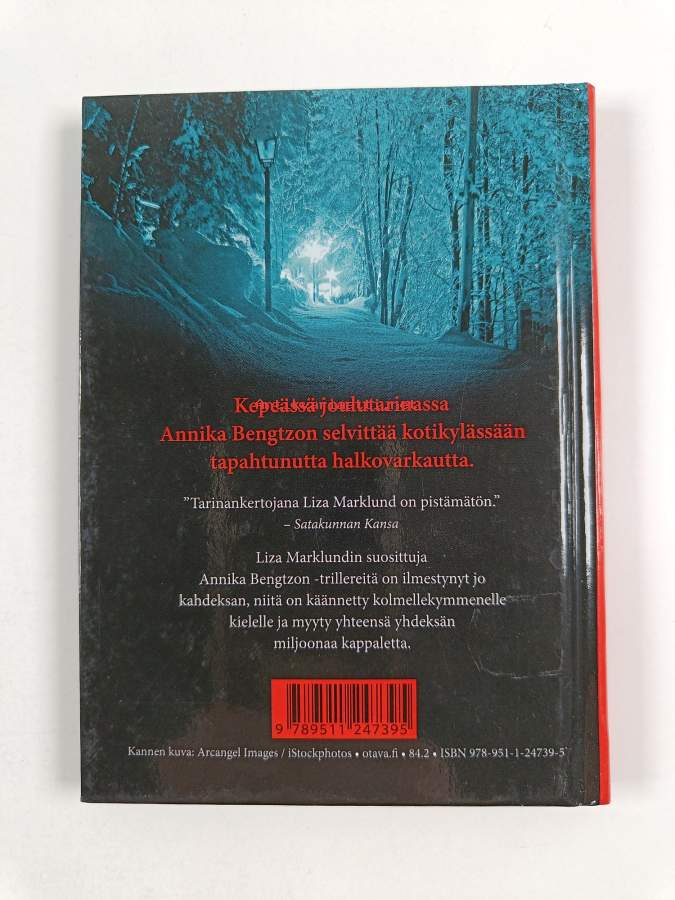 Kepeässä joulutarinassa
Annika Bengtzon selvittää kotikylässään
tapahtunutta halkovarkautta.
”Tarinankertojana Liza Marklund on pistämätön.”
– Satakunnan Kansa
Liza Marklundin suosittuja
Annika Bengtzon -trillereitä on ilmestynyt jo
kahdeksan, niitä on käännetty kolmellekymmenelle
kielelle ja myyty yhteensä yhdeksän
miljoonaa kappaletta.
9 789511 247395
Kannen kuva: Arcangel Images / iStockphotos • otava.fi • 84.2 • ISBN 978-951-1-24739-5